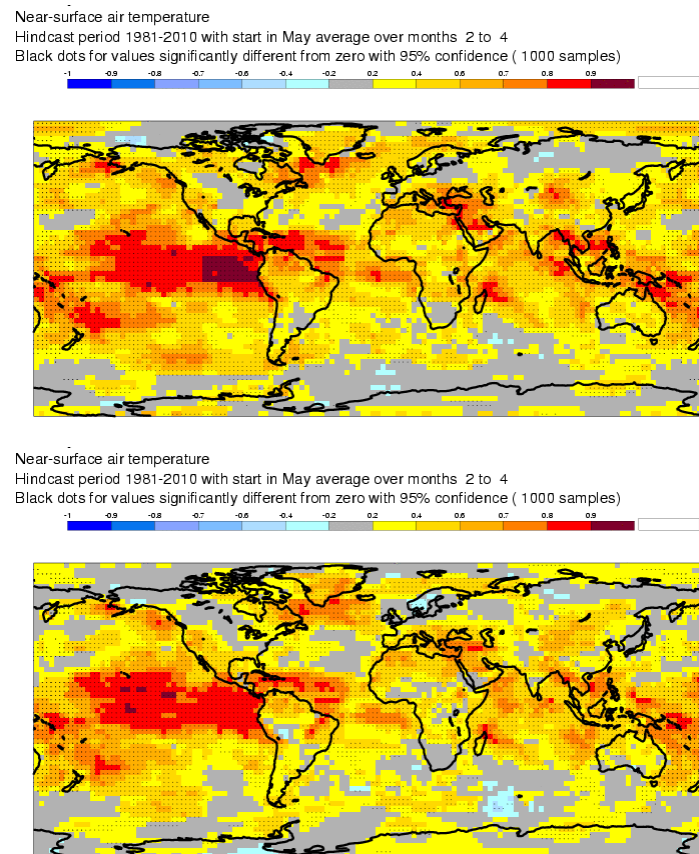 Near-surface air temperature
Hindcast period 1981-2010 with start in May average over months 2 to 4
Black dots for values significantly different from zero with 95% confidence ( 1000 samples)
-1 -0.9 -0.8 -0.7 -0.6 -0.4 -0.2 0.2 0.4 0.5 0.6 0.7 0.8 0.9
Near-surface air temperature
Hindcast period 1981-2010 with start in May average over months 2 to 4
Black dots for values significantly different from zero with 95% confidence ( 1000 samples)
-1 -0.9 -0.8 -0.7 -0.6 -0.4 -0.2 0.2 0.4 0.5 0.6 0.7 0.8 0.9